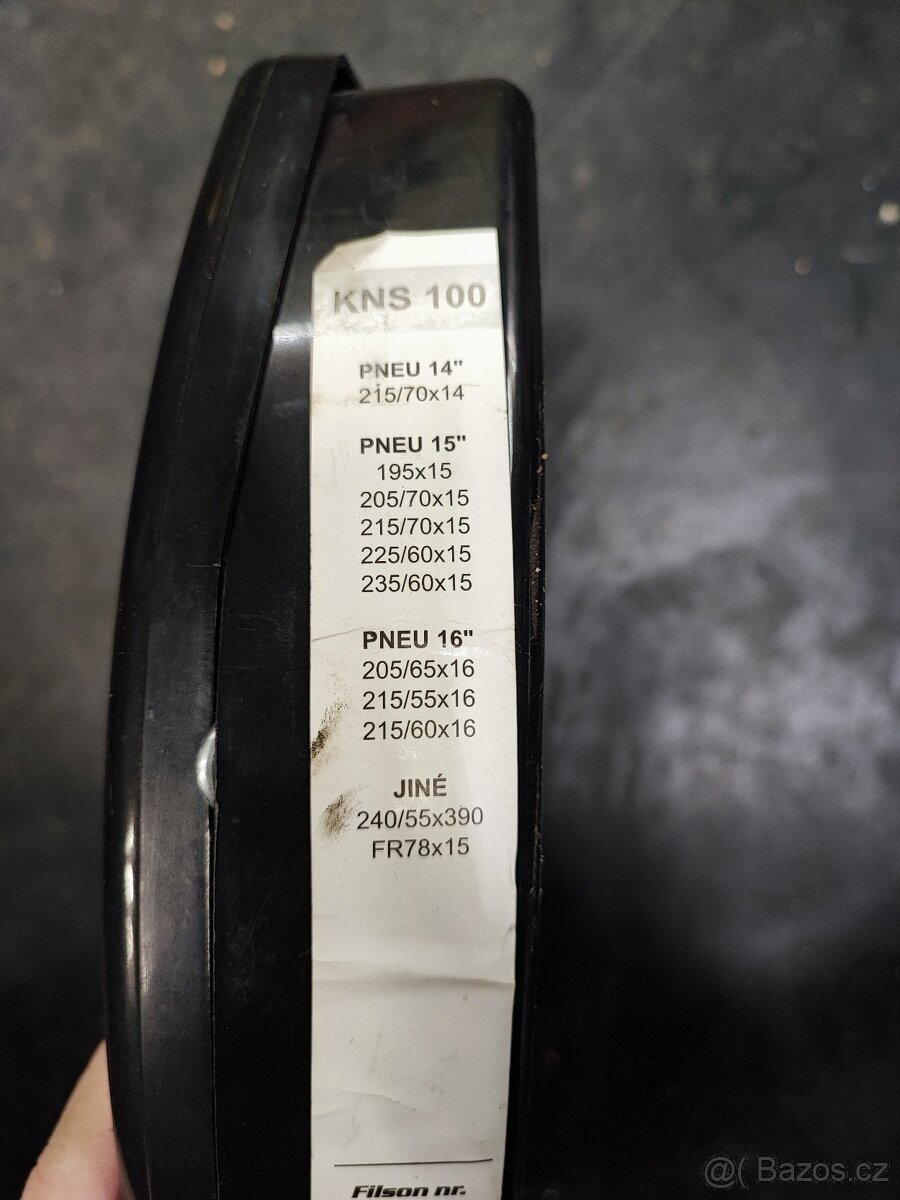 KNS 100
PNEU 14"
215/70x14
PNEU 15"
195x15
205/70x15
215/70x15
225/60x15
235/60x15
PNEU 16"
205/65x16
215/55x16
215/60x16
JINÉ
240/55x390
FR78x15
Filson nr.
@( Bazos.cz